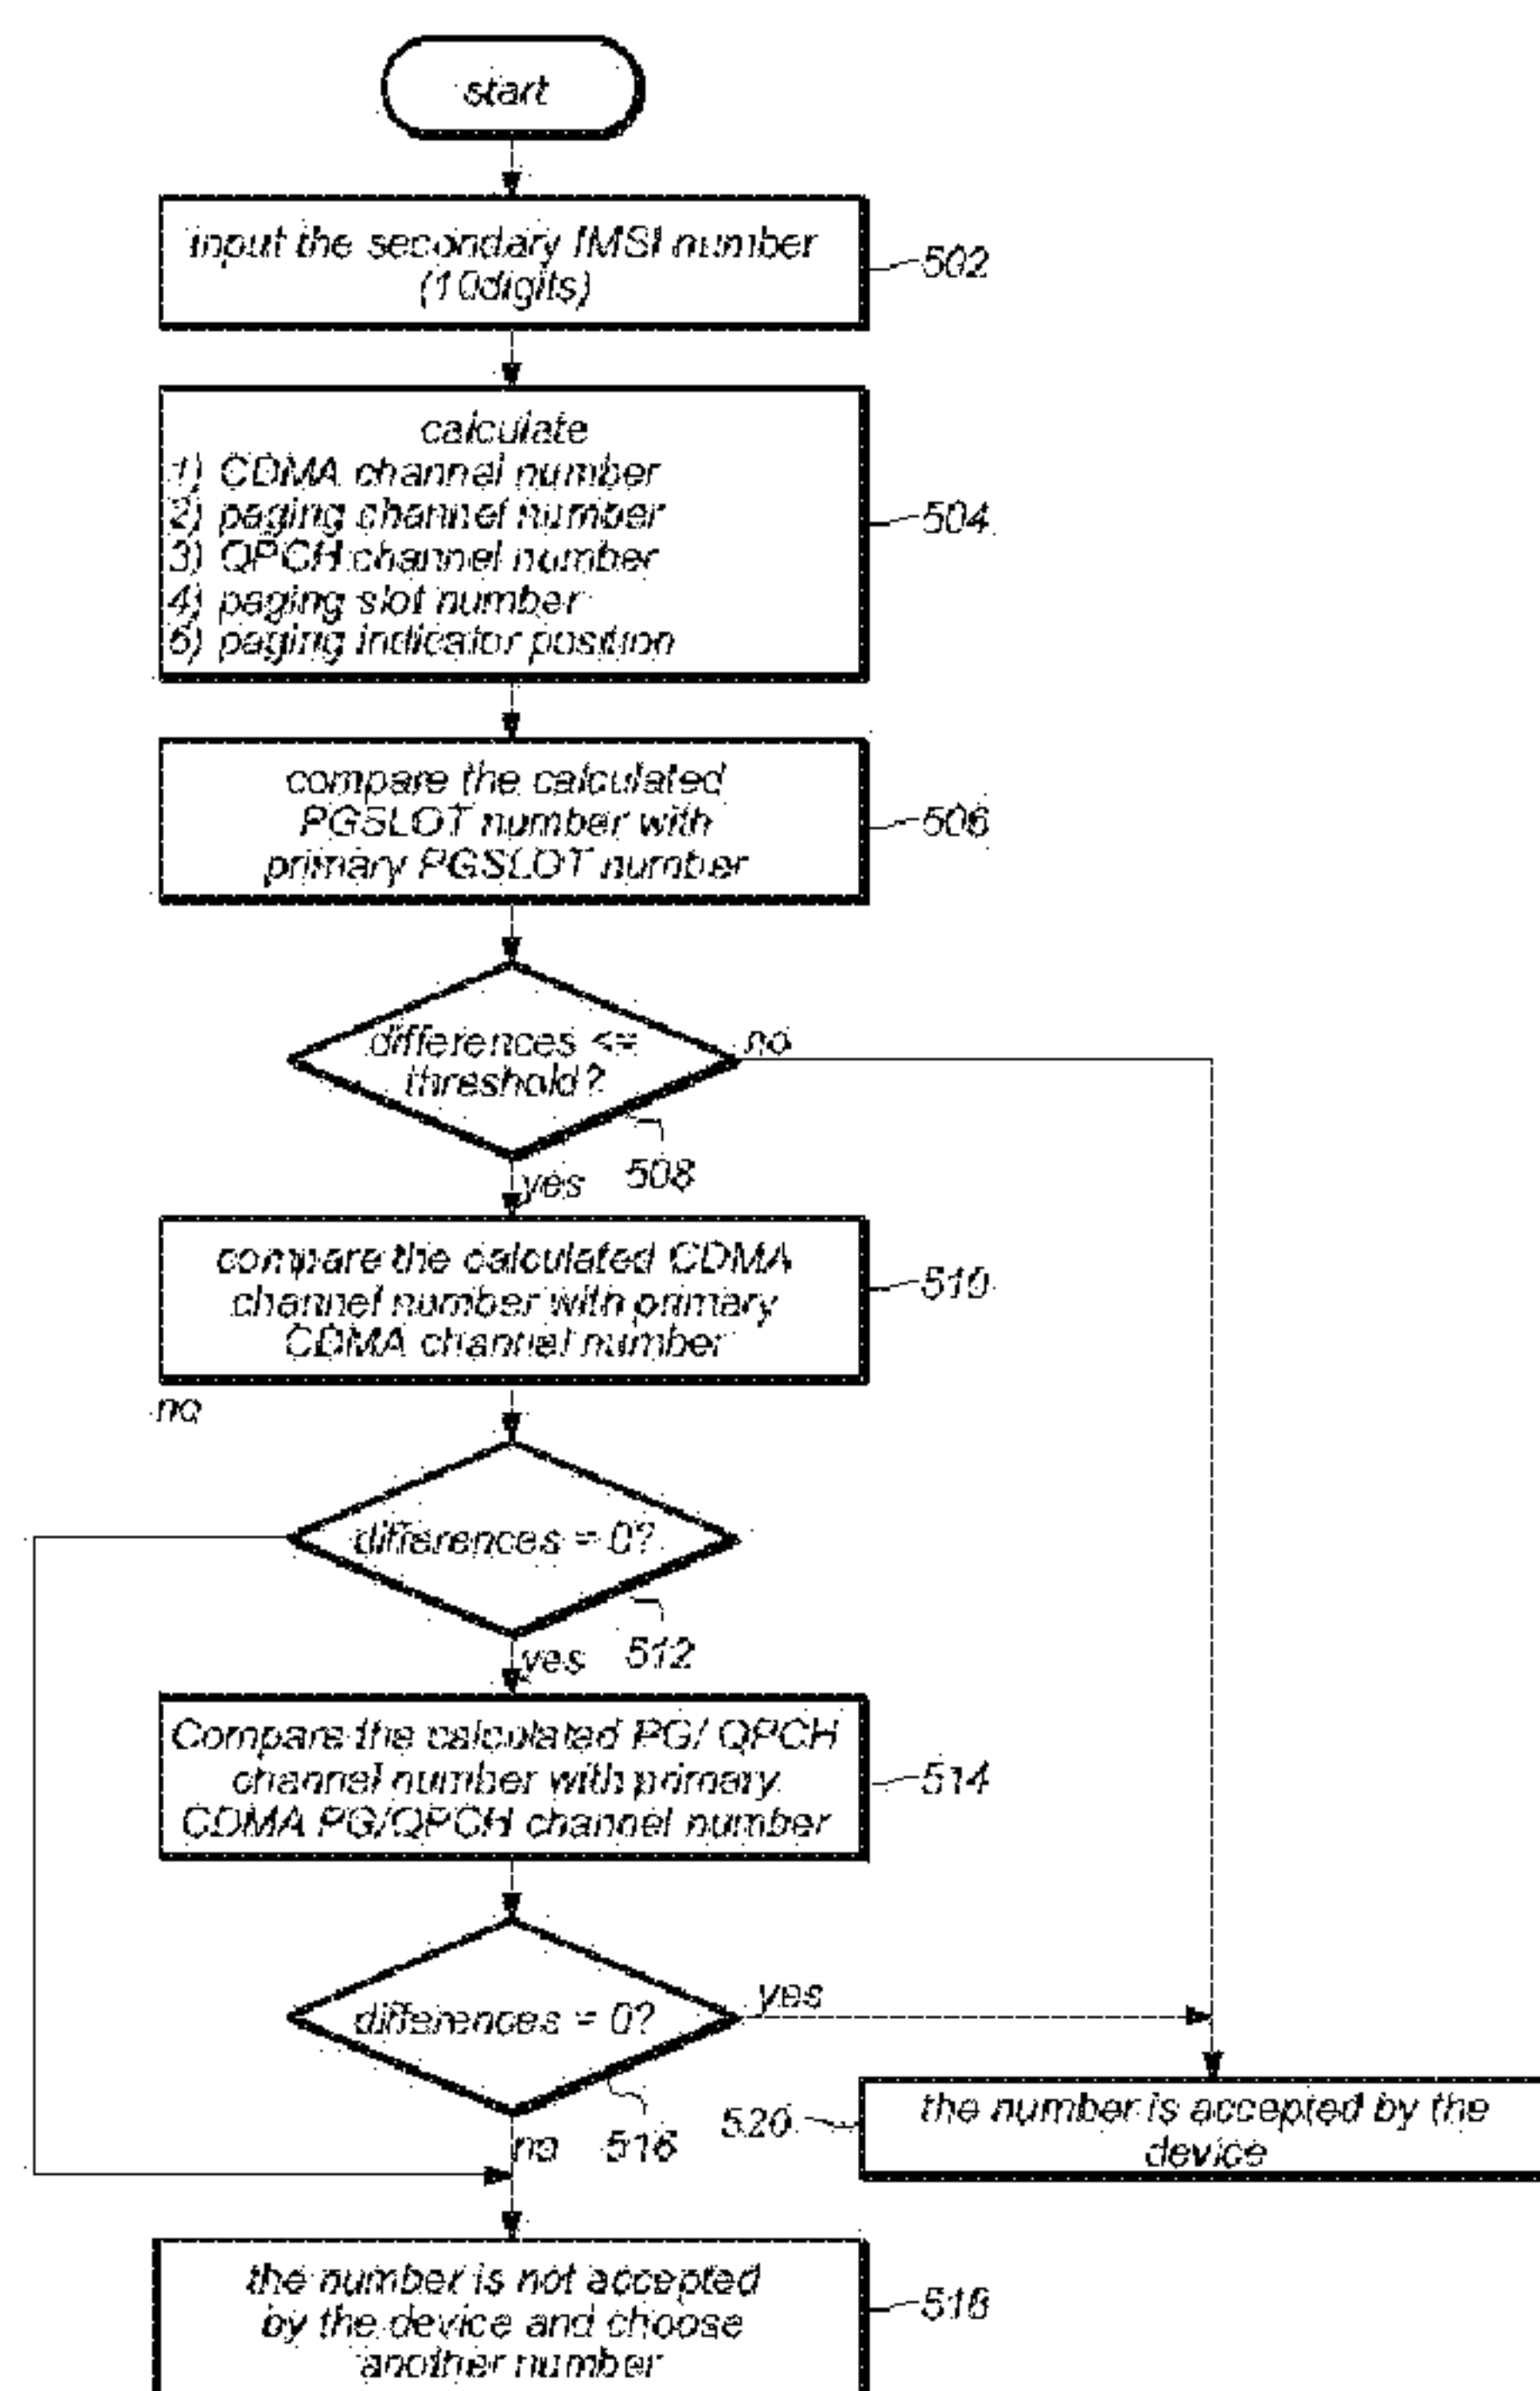 start
input the secondary IMSI number
(10digits)
502
calculate
1) CDMA channel number
2) paging channel number
3) QPCH channel number
4) paging slot number
5) paging indicator position
504
compare the calculated
PGSLOT number with
primary PGSLOT number
506
differences <=
threshold?
no
508
yes
compare the calculated CDMA
channel number with primary
CDMA channel number
510
no
differences = 0?
512
yes
Compare the calculated PG/ QPCH
channel number with primary
CDMA PG/QPCH channel number
514
differences = 0?
yes
516
no
520
the number is accepted by the
device
the number is not accepted
by the device and choose
another number
518